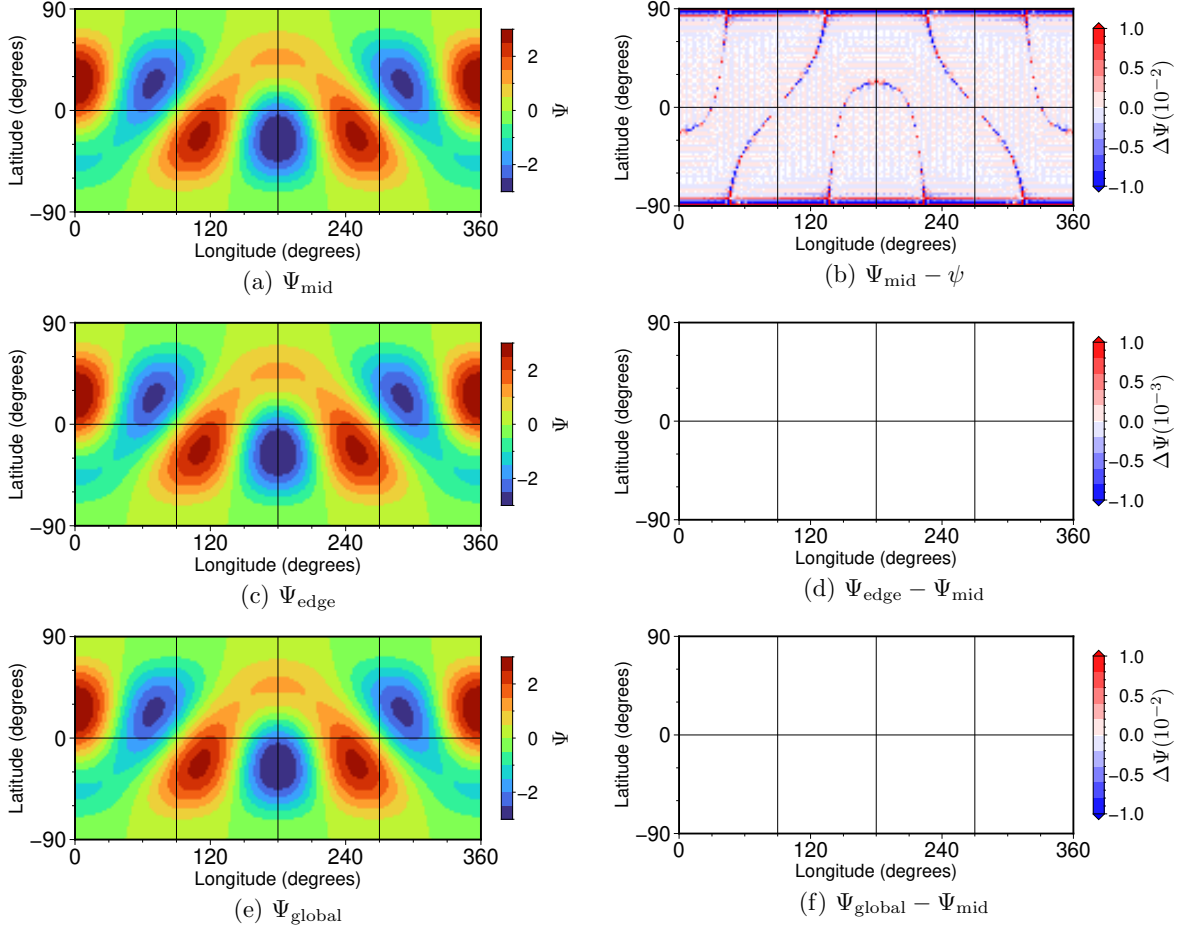 90
0
−90
Latitude (degrees)
0 120 240 360
Longitude (degrees)
2
0
−2
Ψ
(a) Ψmid
90
0
−90
Latitude (degrees)
0 120 240 360
Longitude (degrees)
1.0
0.5
0.0
−0.5
−1.0
ΔΨ(10−2)
(b) Ψmid − ψ
90
0
−90
Latitude (degrees)
0 120 240 360
Longitude (degrees)
2
0
−2
Ψ
(c) Ψedge
90
0
−90
Latitude (degrees)
0 120 240 360
Longitude (degrees)
1.0
0.5
0.0
−0.5
−1.0
ΔΨ(10−3)
(d) Ψedge − Ψmid
90
0
−90
Latitude (degrees)
0 120 240 360
Longitude (degrees)
2
0
−2
Ψ
(e) Ψglobal
90
0
−90
Latitude (degrees)
0 120 240 360
Longitude (degrees)
1.0
0.5
0.0
−0.5
−1.0
ΔΨ(10−2)
(f) Ψglobal − Ψmid